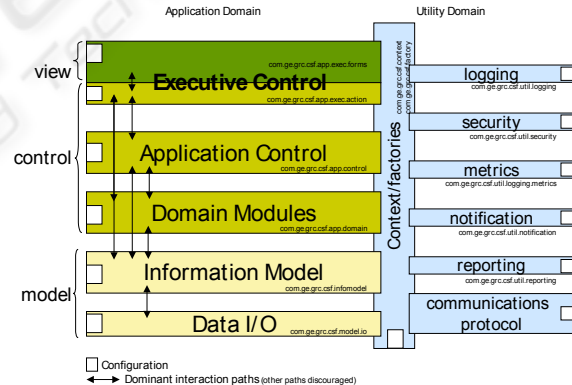 Application Domain
Utility Domain
view
com.ge.grc.csf.app.exec.forms
Executive Control
com.ge.grc.csf.app.exec.action
control
Application Control
com.ge.grc.csf.app.control
Domain Modules
com.ge.grc.csf.app.domain
model
Information Model
com.ge.grc.csf.infomodel
Data I/O
com.ge.grc.csf.model.io
Context/factories
com.ge.grc.csf.context
com.ge.grc.csf.factory
logging
com.ge.grc.csf.util.logging
security
com.ge.grc.csf.util.security
metrics
com.ge.grc.csf.util.logging.metrics
notification
com.ge.grc.csf.util.notification
reporting
com.ge.grc.csf.util.reporting
communications
protocol
Configuration
Dominant interaction paths (other paths discouraged)